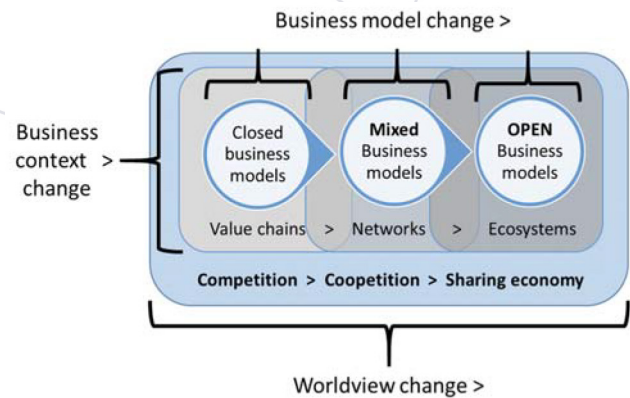 Business model change >
Business
context >
change
Closed
business
models
Mixed
Business
models
OPEN
Business
models
Value chains > Networks > Ecosystems
Competition > Coopetition > Sharing economy
Worldview change >